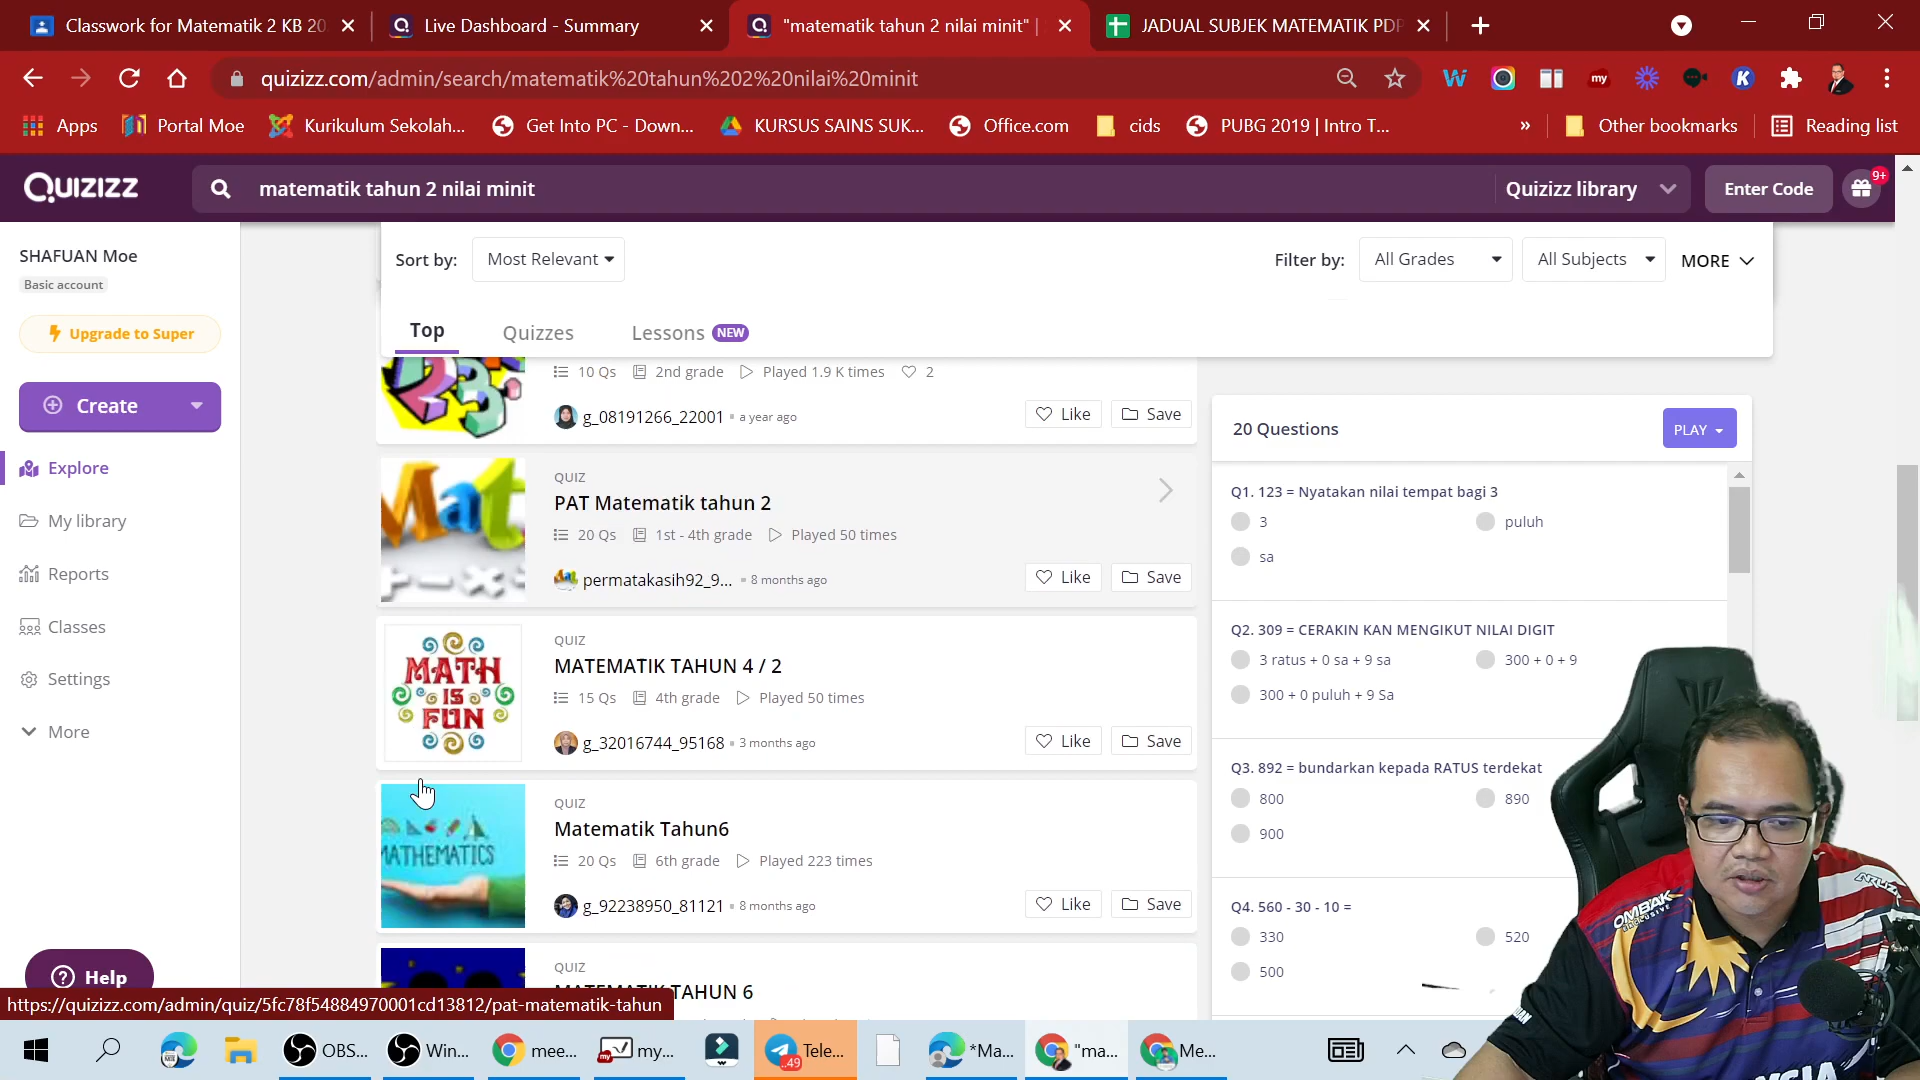 Classwork for Matematik 2 KB 20
Live Dashboard - Summary
"matematik tahun 2 nilai minit" |
JADUAL SUBJEK MATEMATIK PDP
quizizz.com/admin/search/matematik%20tahun%202%20nilai%20minit
Apps
Portal Moe
Kurikulum Sekolah...
Get Into PC - Down...
KURSUS SAINS SUK...
Office.com
cids
PUBG 2019 | Intro T...
»
Other bookmarks
Reading list
Quizizz
matematik tahun 2 nilai minit
Quizizz library
Enter Code
9+
SHAFUAN Moe
Basic account
Upgrade to Super
Create
Explore
My library
Reports
Classes
Settings
More
Help
Sort by:
Most Relevant
Filter by:
All Grades
All Subjects
MORE
Top
Quizzes
Lessons
NEW
10 Qs
2nd grade
Played 1.9 K times
2
g_08191266_22001
a year ago
Like
Save
QUIZ
PAT Matematik tahun 2
20 Qs
1st - 4th grade
Played 50 times
permatakasih92_9...
8 months ago
Like
Save
MATH
IS
FUN
QUIZ
MATEMATIK TAHUN 4 / 2
15 Qs
4th grade
Played 50 times
g_32016744_95168
3 months ago
Like
Save
MATHEMATICS
QUIZ
Matematik Tahun6
20 Qs
6th grade
Played 223 times
g_92238950_81121
8 months ago
Like
Save
QUIZ
TAHUN 6
20 Questions
PLAY
Q1. 123 = Nyatakan nilai tempat bagi 3
3
puluh
sa
Q2. 309 = CERAKIN KAN MENGIKUT NILAI DIGIT
3 ratus + 0 sa + 9 sa
300 + 0 + 9
300 + 0 puluh + 9 Sa
Q3. 892 = bundarkan kepada RATUS terdekat
800
890
900
Q4. 560 - 30 - 10 =
330
520
500
OMBAK
EXCLUSIVE
https://quizizz.com/admin/quiz/5fc78f54884970001cd13812/pat-matematik-tahun
OBS...
Win...
mee...
my...
Tele...
*Ma...
"ma...
Me...